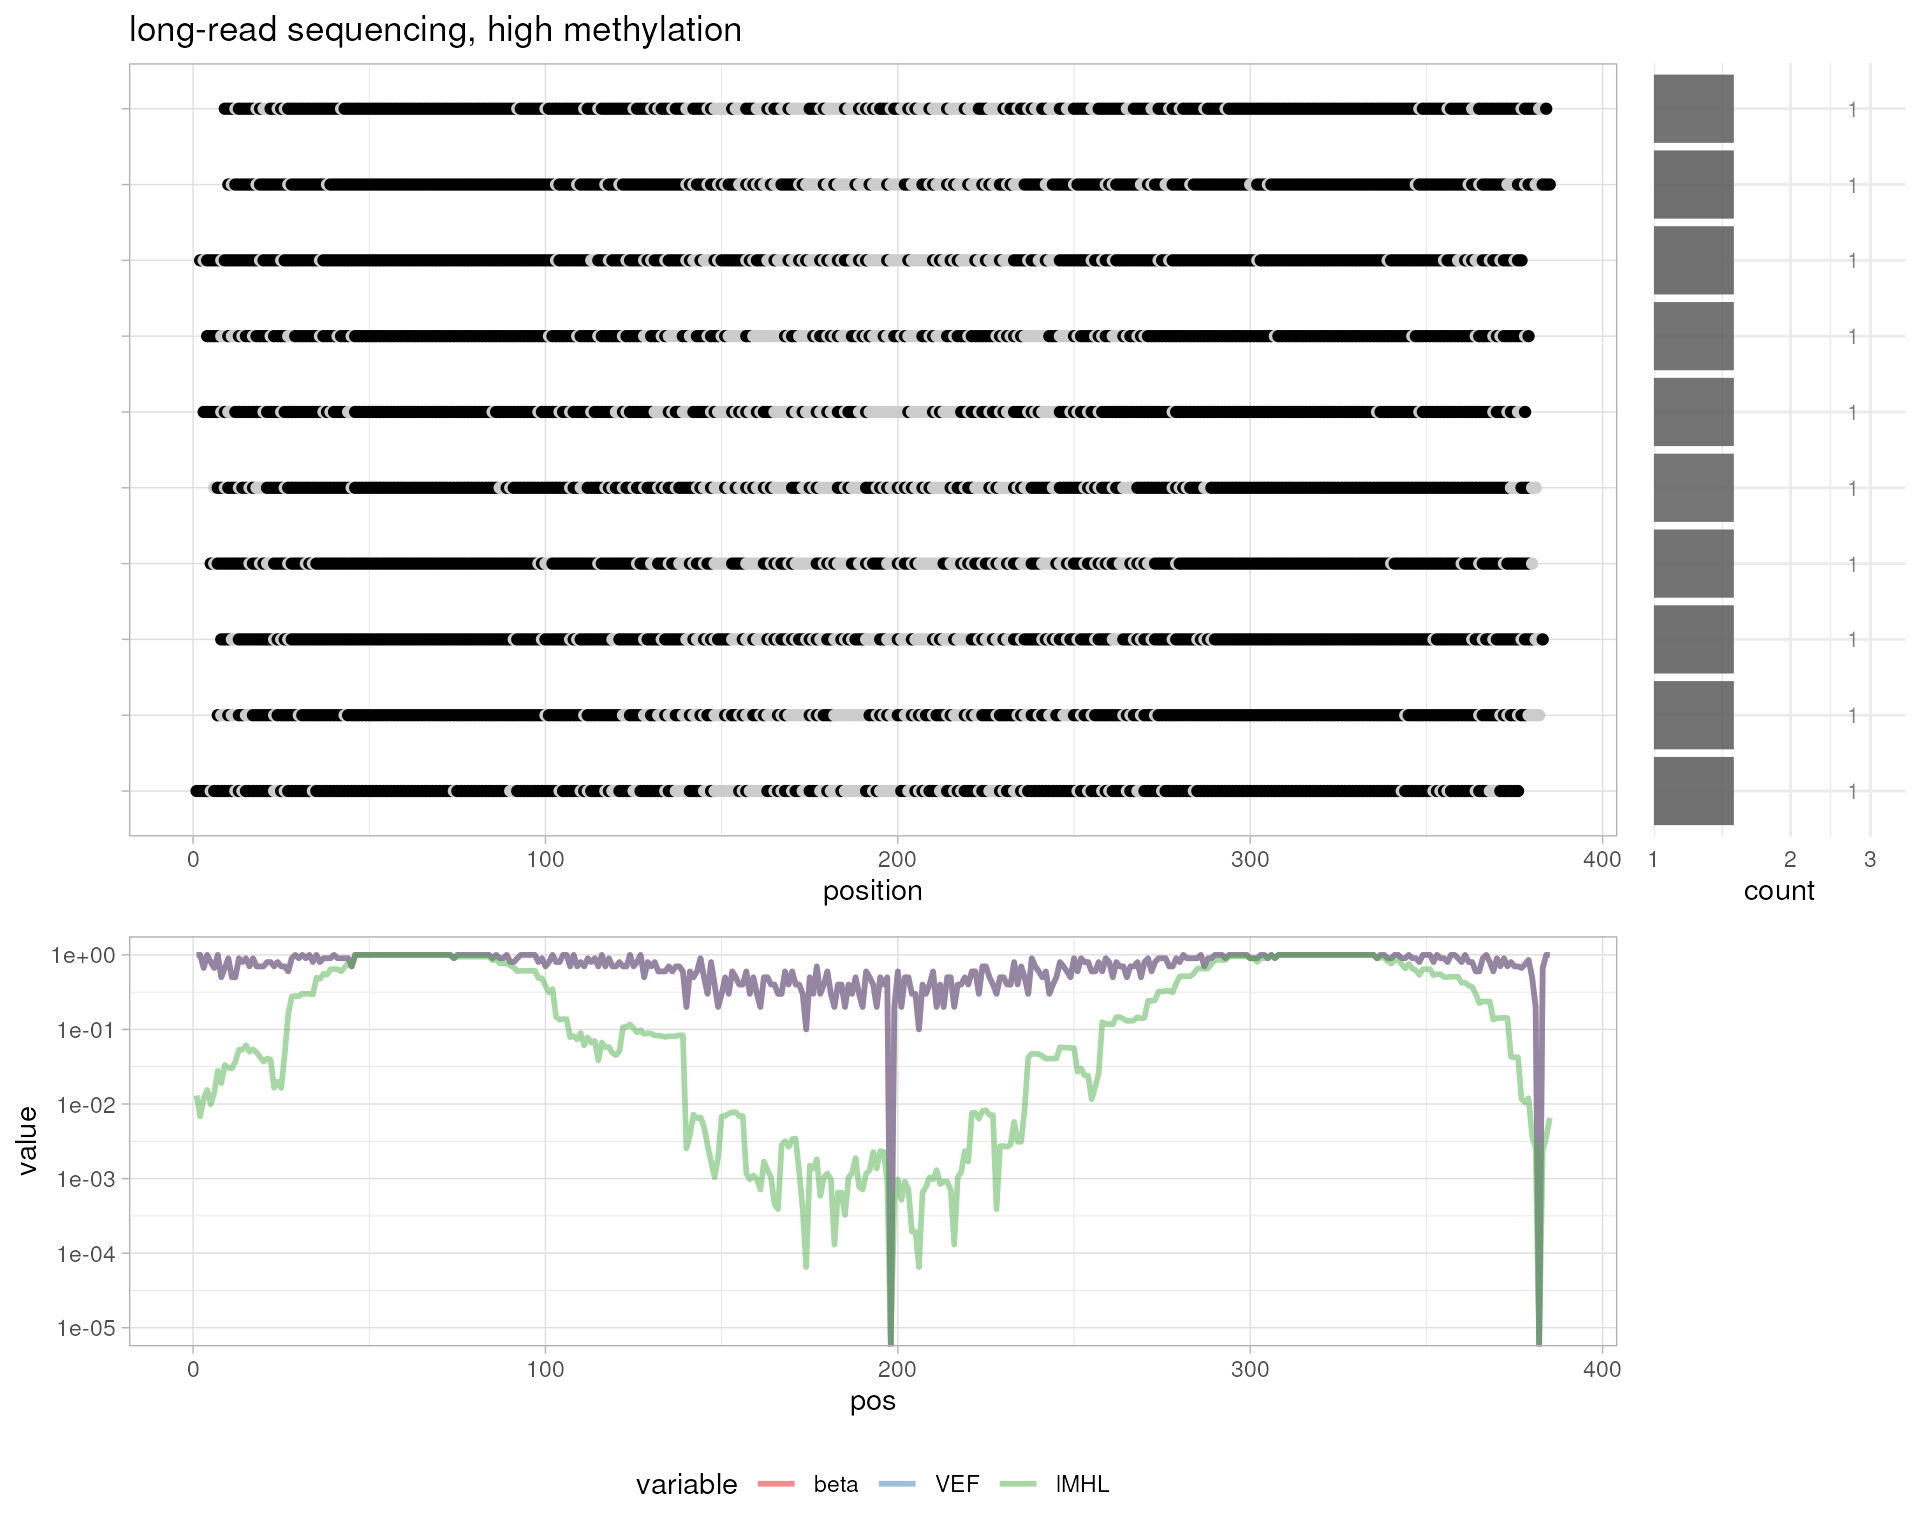 long-read sequencing, high methylation
1
1
1
1
1
1
1
1
1
1
0 100 200 300 400
position
1 2 3
count
1e+00
1e-01
1e-02
1e-03
1e-04
1e-05
value
0 100 200 300 400
pos
variable beta VEF lMHL